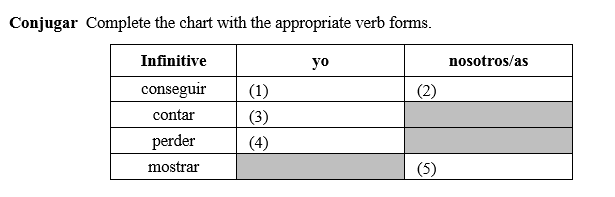 Conjugar Complete the chart with the appropriate verb forms.
Infinitive yo nosotros/as
conseguir (1) (2)
contar (3)
perder (4)
mostrar (5)